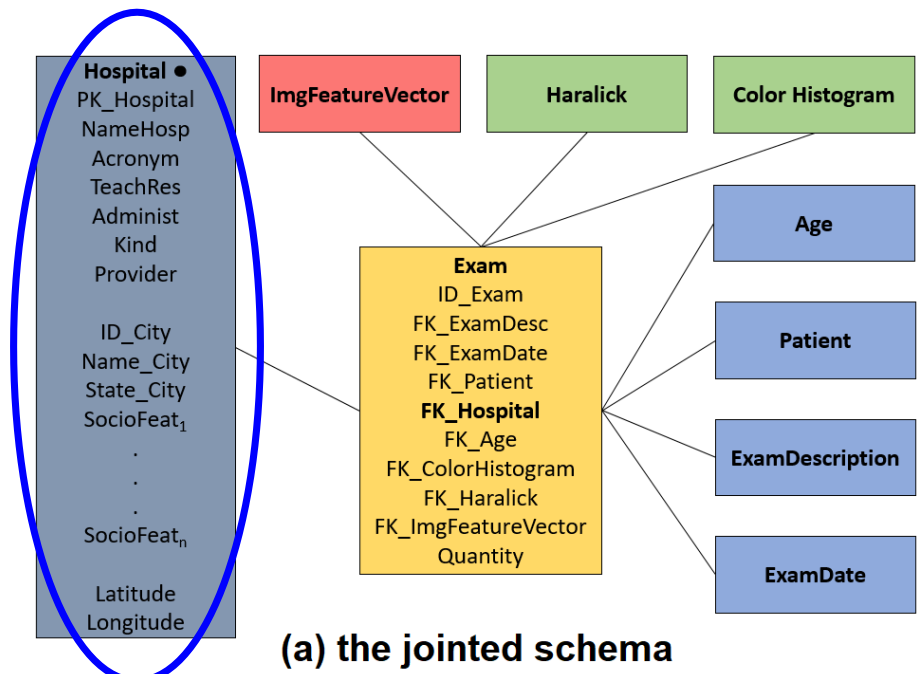 Hospital ●
PK_Hospital
NameHosp
Acronym
TeachRes
Administ
Kind
Provider
ID_City
Name_City
State_City
SocioFeat₁
.
.
.
SocioFeatₙ
Latitude
Longitude
ImgFeatureVector
Haralick
Color Histogram
Exam
ID_Exam
FK_ExamDesc
FK_ExamDate
FK_Patient
FK_Hospital
FK_Age
FK_ColorHistogram
FK_Haralick
FK_ImgFeatureVector
Quantity
Age
Patient
ExamDescription
ExamDate
(a) the jointed schema